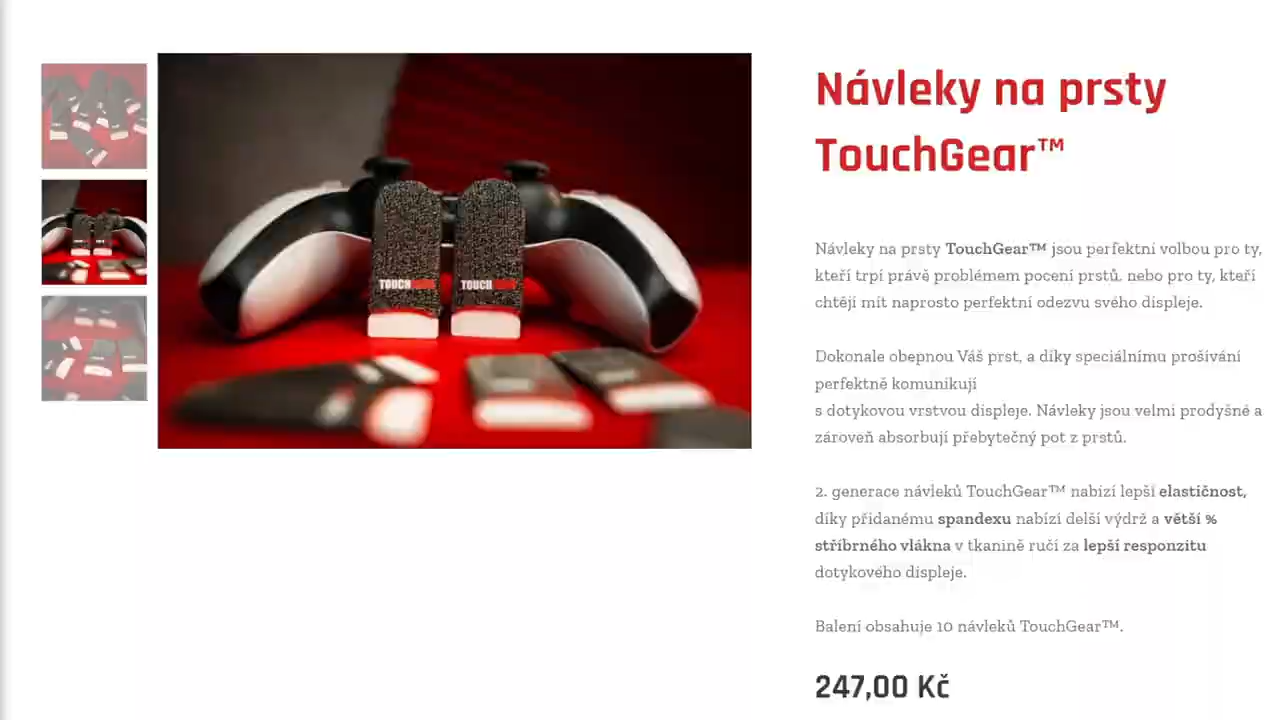 Návleky na prsty
TouchGear™
TOUCH
TOUCH
Návleky na prsty TouchGear™ jsou perfektní volbou pro ty,
kteří trpí právě problémem pocení prstů. nebo pro ty, kteří
chtějí mít naprosto perfektní odezvu svého displeje.
Dokonale obepnou Váš prst, a díky speciálnímu prošívání
perfektně komunikují
s dotykovou vrstvou displeje. Návleky jsou velmi prodyšné a
zároveň absorbují přebytečný pot z prstů.
2. generace návleků TouchGear™ nabízí lepší elastičnost,
díky přidanému spandexu nabízí delší výdrž a větší %
stříbrného vlákna v tkanině ručí za lepší responzitu
dotykového displeje.
Balení obsahuje 10 návleků TouchGear™.
247,00 Kč